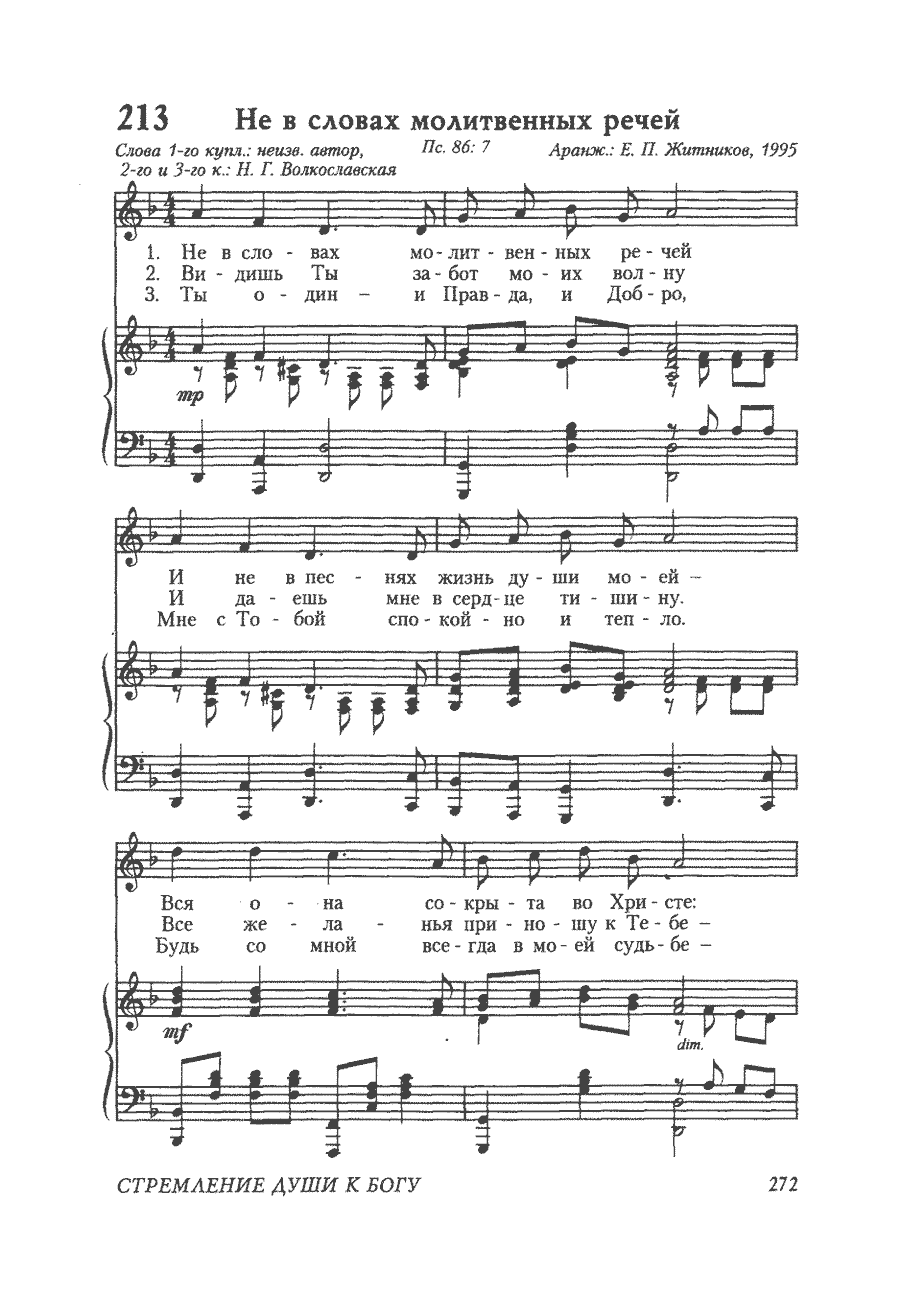 213 Не в словах молитвенных речей
Слова 1-го купл.: неизв. автор, Пс. 86: 7 Аранж.: Е. П. Житников, 1995
2-го и 3-го к.: Н. Г. Волкославская
1. Не в сло - вах мо - лит - вен - ных ре - чей
2. Ви - дишь Ты за - бот мо - их вол - ну
3. Ты о - дин – и Прав - да, и Доб - ро,
mp
И не в пес - нях жизнь ду - ши мо - ей –
И да - ешь мне в серд - це ти - ши - ну.
Мне с То - бой спо - кой - но и теп - ло.
Вся о - на со - кры - та во Хри - сте:
Все же - ла - нья при - но - шу к Те - бе –
Будь со мной все - гда в мо - ей судь - бе –
mf
dim.
СТРЕМЛЕНИЕ ДУШИ К БОГУ 272